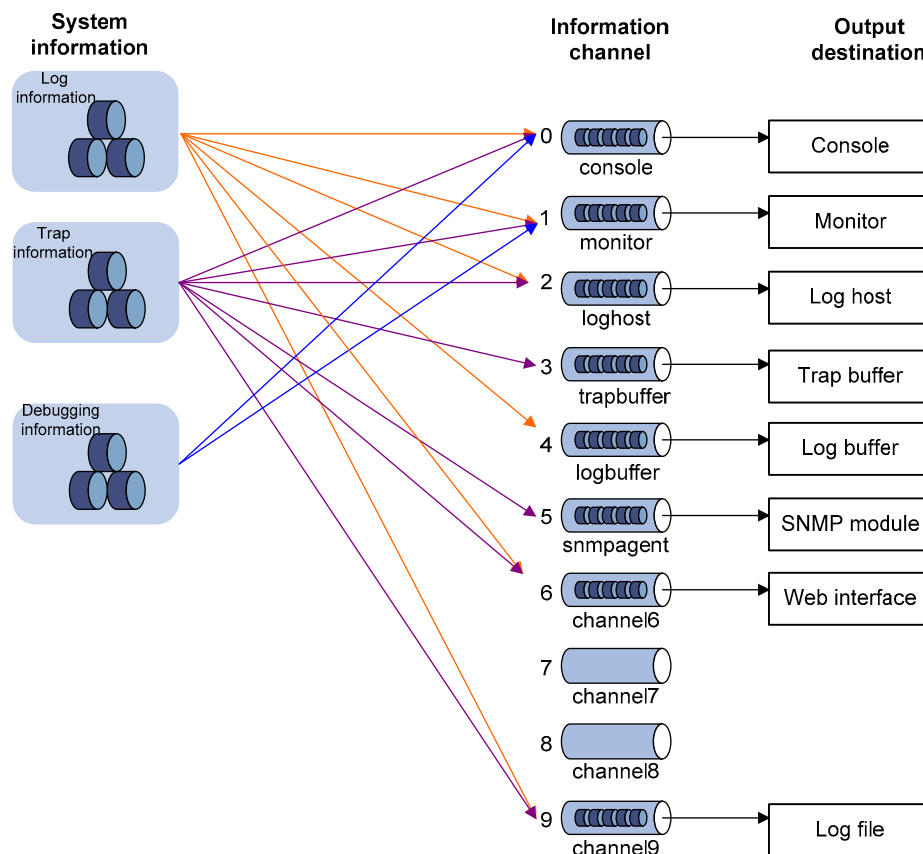 System
information
Information
channel
Output
destination
Log
information
Trap
information
Debugging
information
0
console
Console
1
monitor
Monitor
2
loghost
Log host
3
trapbuffer
Trap buffer
4
logbuffer
Log buffer
5
snmpagent
SNMP module
6
channel6
Web interface
7
channel7
8
channel8
9
channel9
Log file